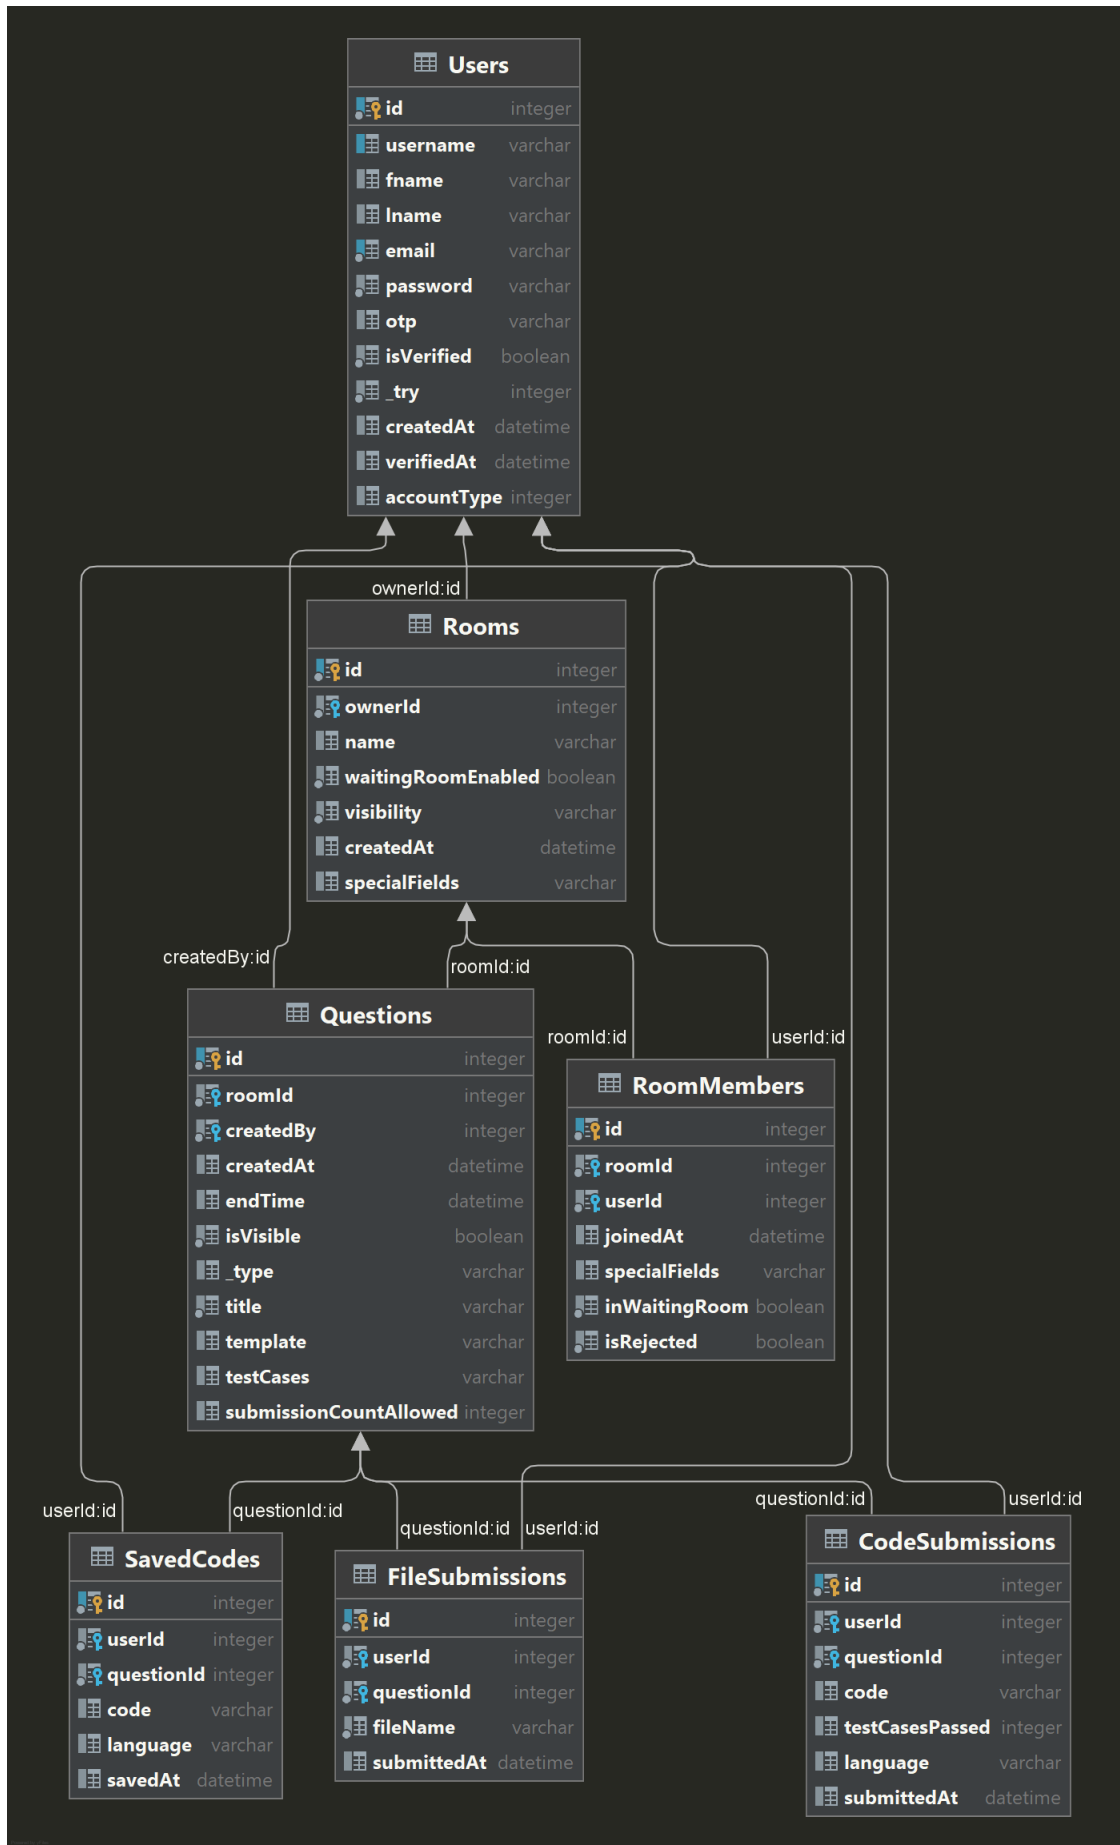 Users
id integer
username varchar
fname varchar
lname varchar
email varchar
password varchar
otp varchar
isVerified boolean
_try integer
createdAt datetime
verifiedAt datetime
accountType integer
ownerId:id
Rooms
id integer
ownerId integer
name varchar
waitingRoomEnabled boolean
visibility varchar
createdAt datetime
specialFields varchar
createdBy:id
roomId:id
Questions
id integer
roomId integer
createdBy integer
createdAt datetime
endTime datetime
isVisible boolean
_type varchar
title varchar
template varchar
testCases varchar
submissionCountAllowed integer
roomId:id
userId:id
RoomMembers
id integer
roomId integer
userId integer
joinedAt datetime
specialFields varchar
inWaitingRoom boolean
isRejected boolean
userId:id
questionId:id
SavedCodes
id integer
userId integer
questionId integer
code varchar
language varchar
savedAt datetime
questionId:id
userId:id
FileSubmissions
id integer
userId integer
questionId integer
fileName varchar
submittedAt datetime
questionId:id
userId:id
CodeSubmissions
id integer
userId integer
questionId integer
code varchar
testCasesPassed integer
language varchar
submittedAt datetime